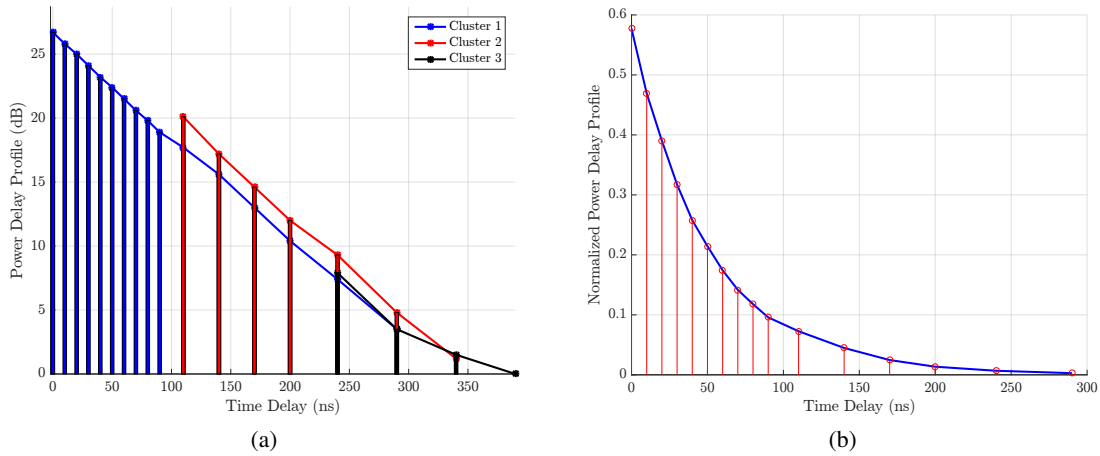 Cluster 1
Cluster 2
Cluster 3
Power Delay Profile (dB)
25
20
15
10
5
0
0 50 100 150 200 250 300 350
Time Delay (ns)
(a)
Normalized Power Delay Profile
0.6
0.5
0.4
0.3
0.2
0.1
0
0 50 100 150 200 250 300
Time Delay (ns)
(b)